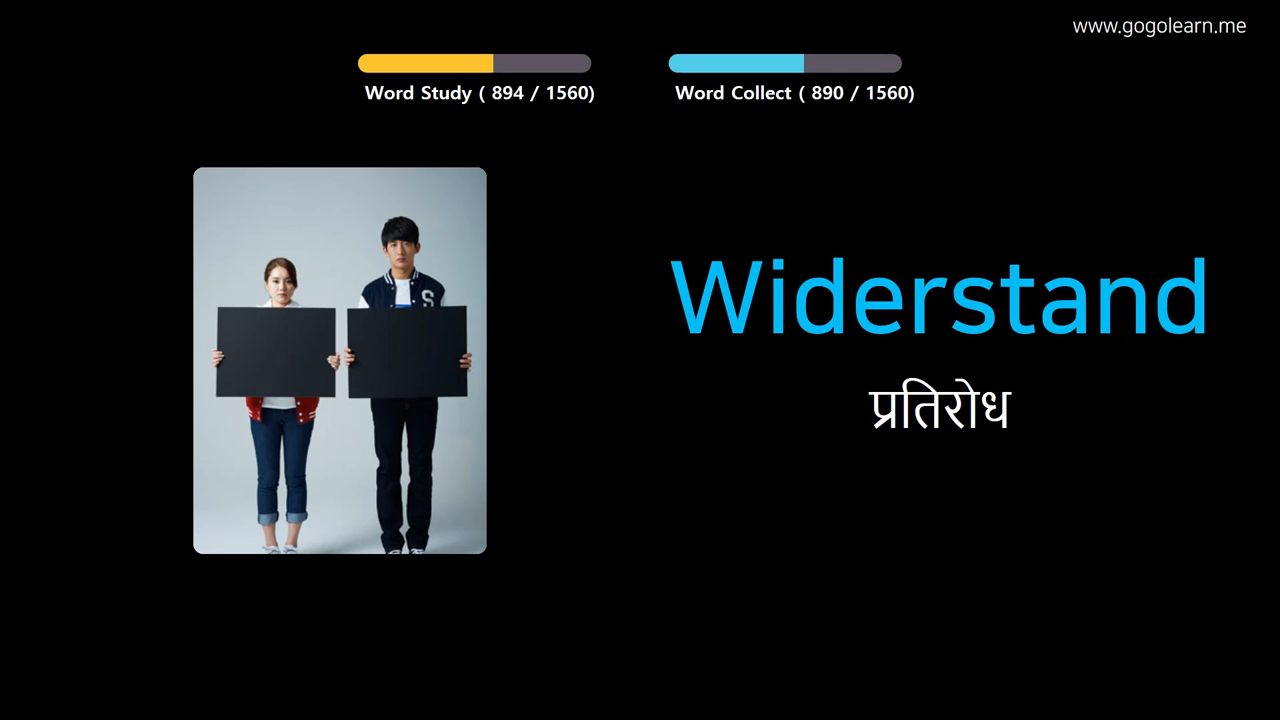 www.gogolearn.me
Word Study ( 894 / 1560)
Word Collect ( 890 / 1560)
S
Widerstand
प्रतिरोध